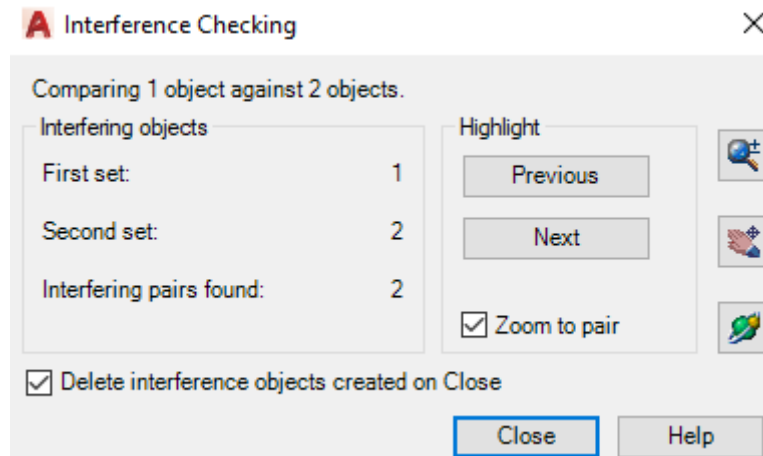 Interference Checking
Comparing 1 object against 2 objects.
Interfering objects
First set: 1
Second set: 2
Interfering pairs found: 2
Highlight
Previous
Next
Zoom to pair
Delete interference objects created on Close
Close Help